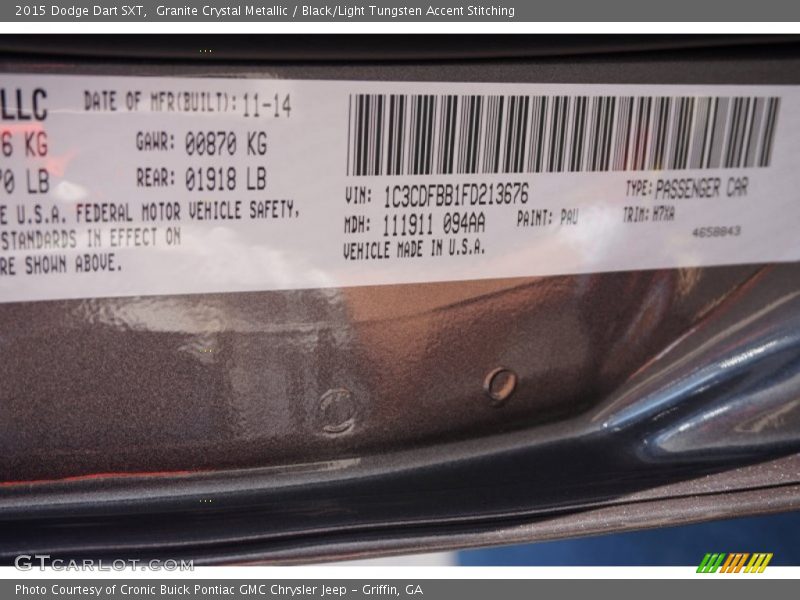 2015 Dodge Dart SXT,  Granite Crystal Metallic / Black/Light Tungsten Accent Stitching
LLC
DATE OF MFR(BUILT): 11-14
6 KG
GAWR: 00870 KG
70 LB
REAR: 01918 LB
E U.S.A. FEDERAL MOTOR VEHICLE SAFETY,
STANDARDS IN EFFECT ON
RE SHOWN ABOVE.
VIN: 1C3CDFBB1FD213676
TYPE: PASSENGER CAR
MDH: 111911 094AA
PAINT: PAU
TRIM: H7XA
VEHICLE MADE IN U.S.A.
4658843
GTCARLOT.COM
Photo Courtesy of Cronic Buick Pontiac GMC Chrysler Jeep - Griffin, GA